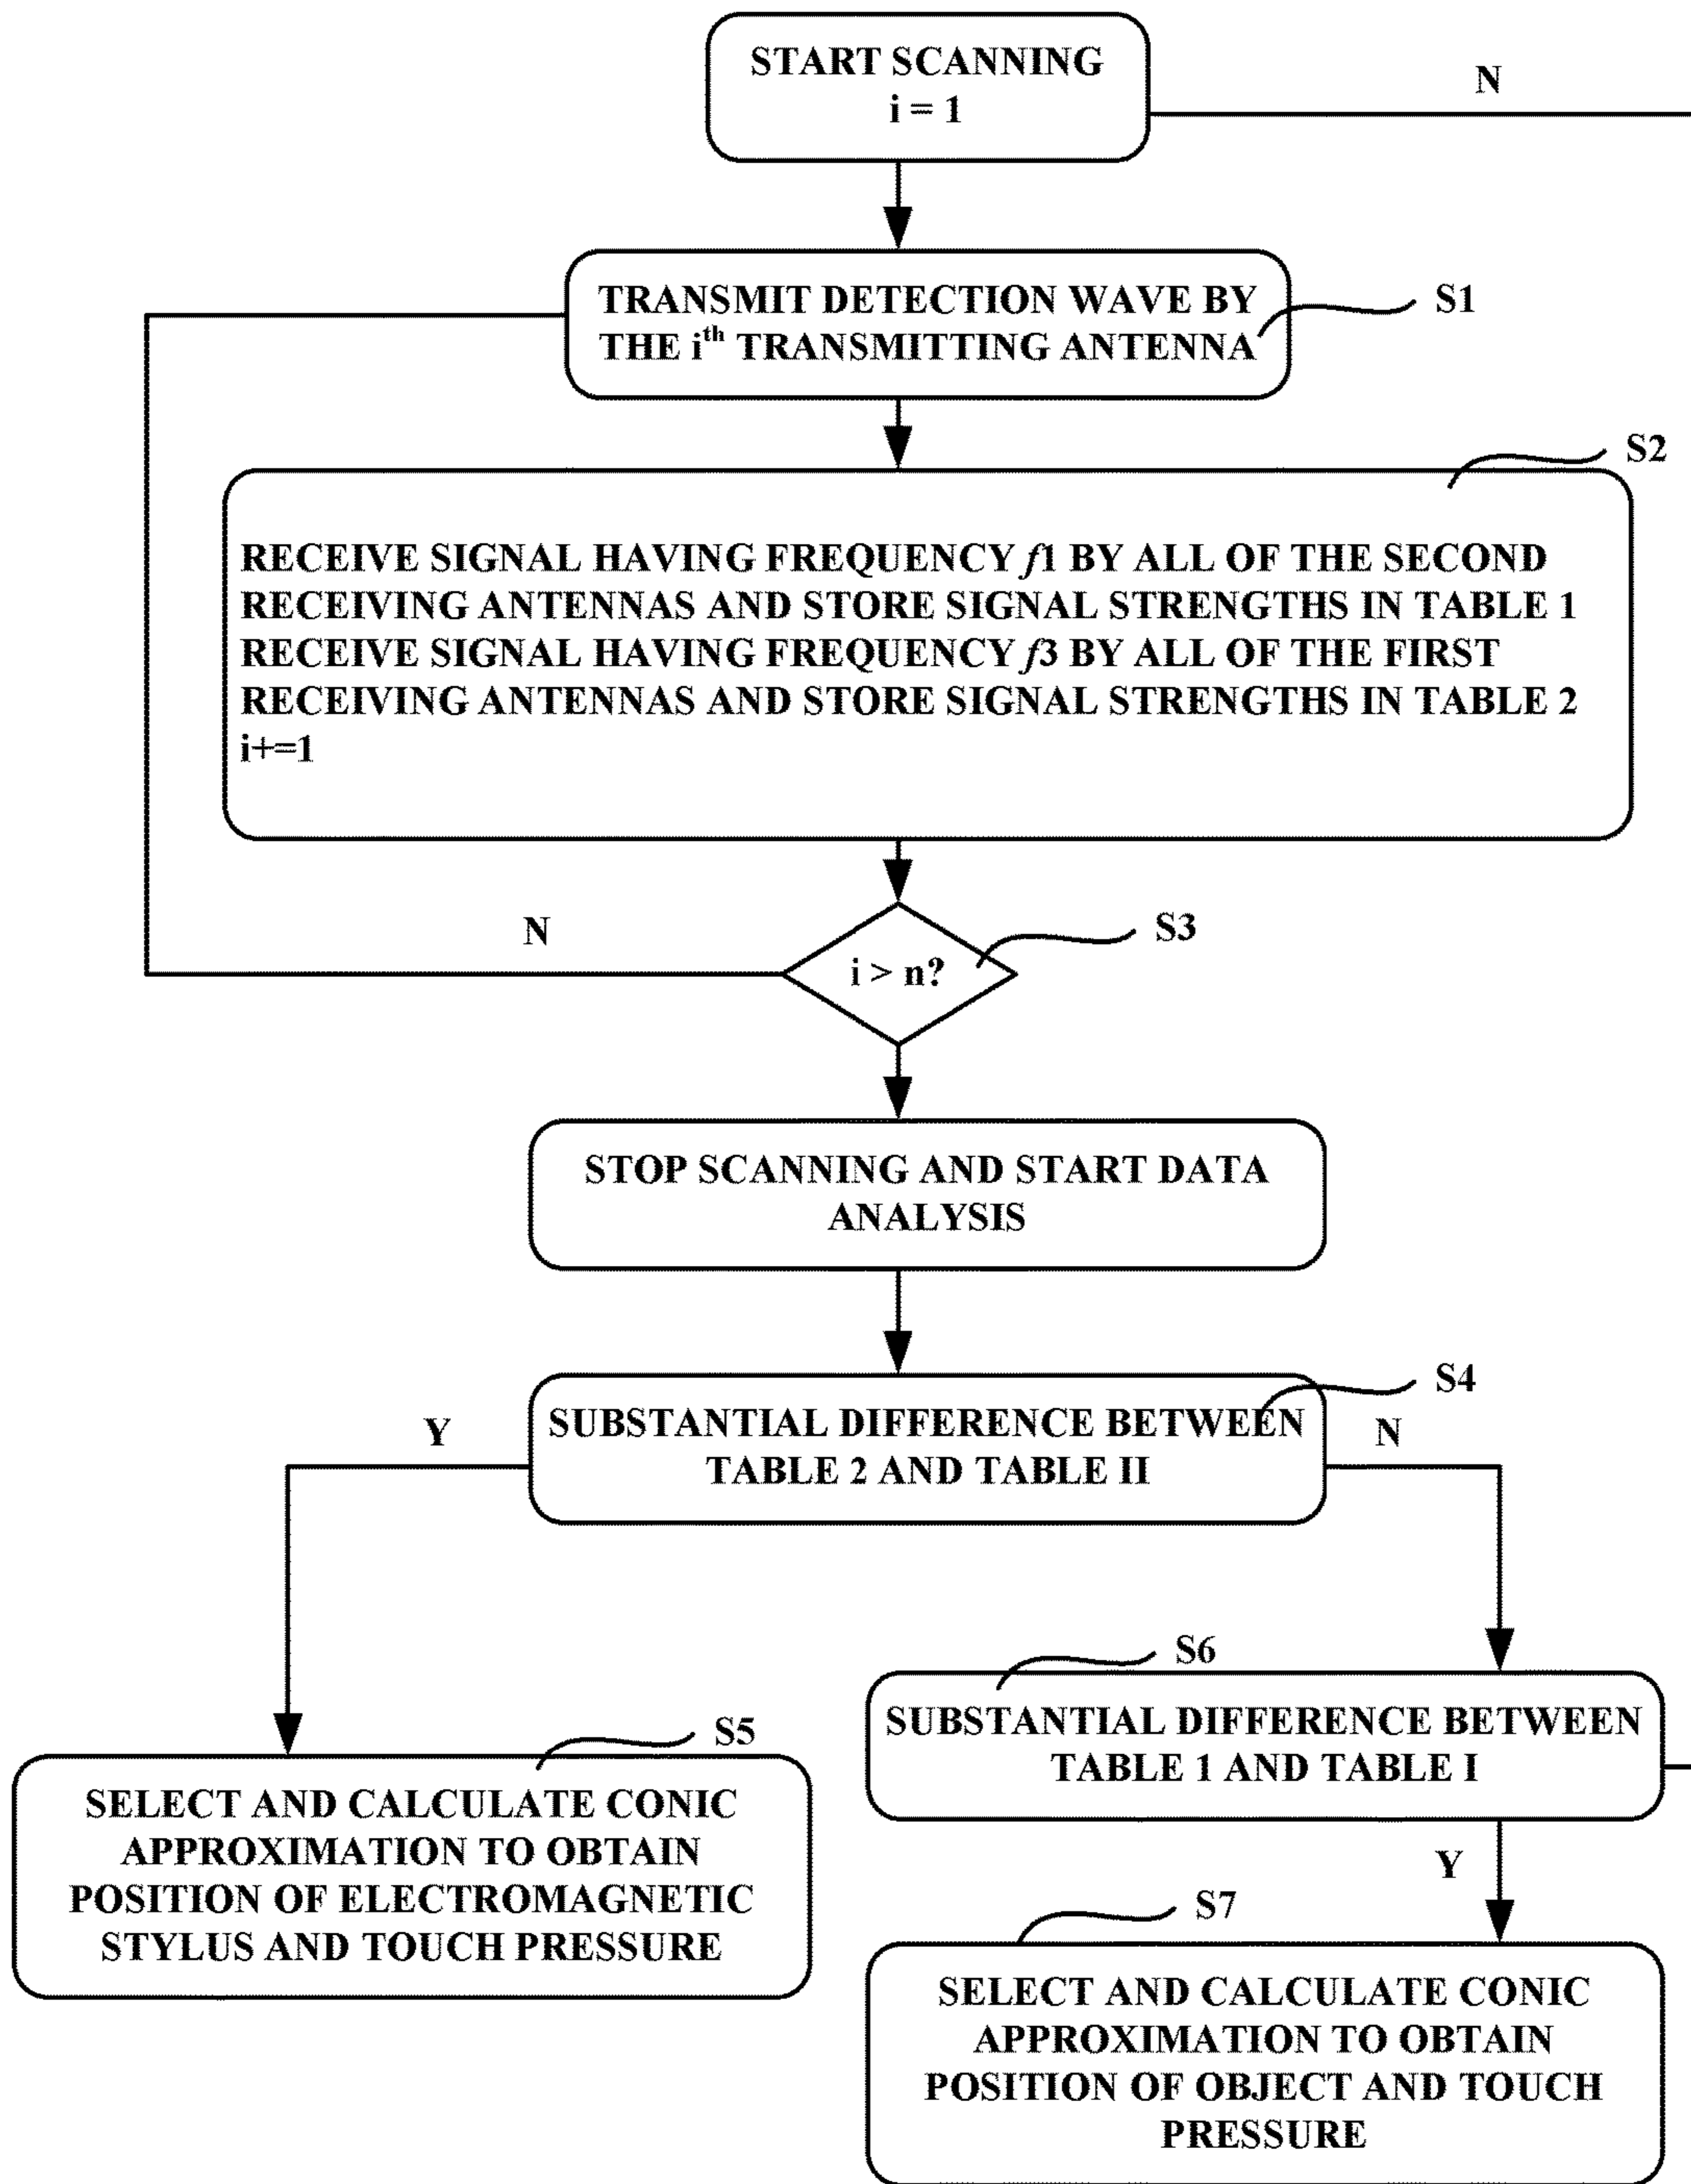 START SCANNING
i = 1
N
TRANSMIT DETECTION WAVE BY
THE ith TRANSMITTING ANTENNA
S1
S2
RECEIVE SIGNAL HAVING FREQUENCY f1 BY ALL OF THE SECOND
RECEIVING ANTENNAS AND STORE SIGNAL STRENGTHS IN TABLE 1
RECEIVE SIGNAL HAVING FREQUENCY f3 BY ALL OF THE FIRST
RECEIVING ANTENNAS AND STORE SIGNAL STRENGTHS IN TABLE 2
i+=1
N
i > n?
S3
STOP SCANNING AND START DATA
ANALYSIS
S4
SUBSTANTIAL DIFFERENCE BETWEEN
TABLE 2 AND TABLE II
Y
N
S5
SELECT AND CALCULATE CONIC
APPROXIMATION TO OBTAIN
POSITION OF ELECTROMAGNETIC
STYLUS AND TOUCH PRESSURE
S6
SUBSTANTIAL DIFFERENCE BETWEEN
TABLE 1 AND TABLE I
Y
S7
SELECT AND CALCULATE CONIC
APPROXIMATION TO OBTAIN
POSITION OF OBJECT AND TOUCH
PRESSURE